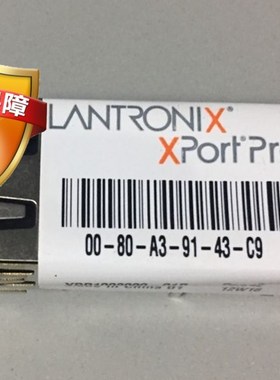 障
LANTRONIX®
XPort® Pr
00-80-A3-91-43-C9